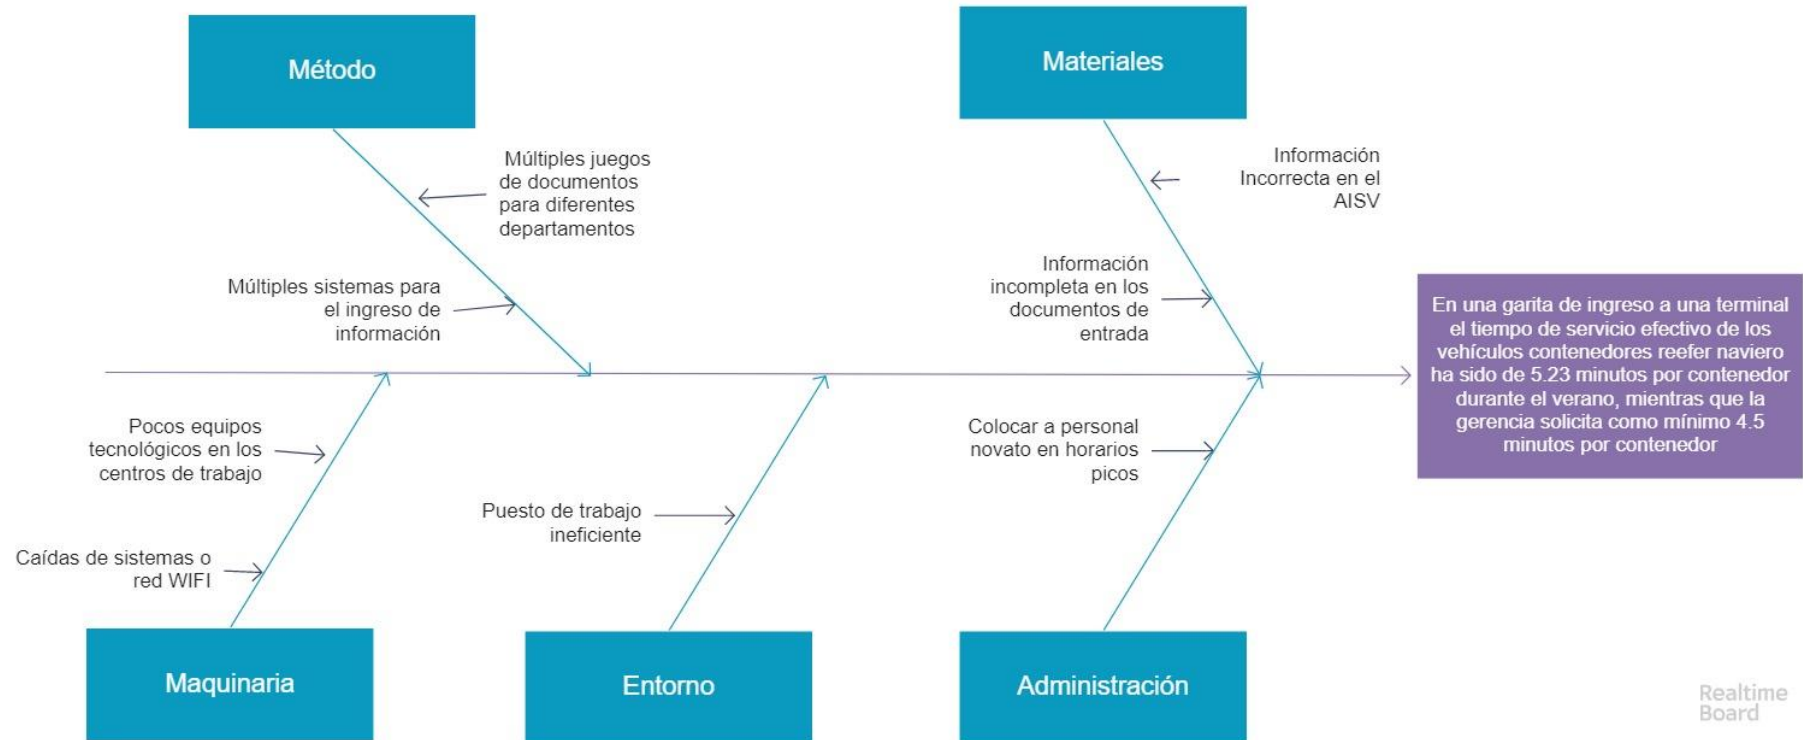 Método
Materiales
Múltiples juegos
de documentos
para diferentes
departamentos
Información
Incorrecta en el
AISV
Múltiples sistemas para
el ingreso de
información
Información
incompleta en los
documentos de
entrada
En una garita de ingreso a una terminal
el tiempo de servicio efectivo de los
vehículos contenedores reefer naviero
ha sido de 5.23 minutos por contenedor
durante el verano, mientras que la
gerencia solicita como mínimo 4.5
minutos por contenedor
Pocos equipos
tecnológicos en los
centros de trabajo
Caídas de sistemas o
red WIFI
Puesto de trabajo
ineficiente
Colocar a personal
novato en horarios
picos
Maquinaria
Entorno
Administración
Realtime
Board